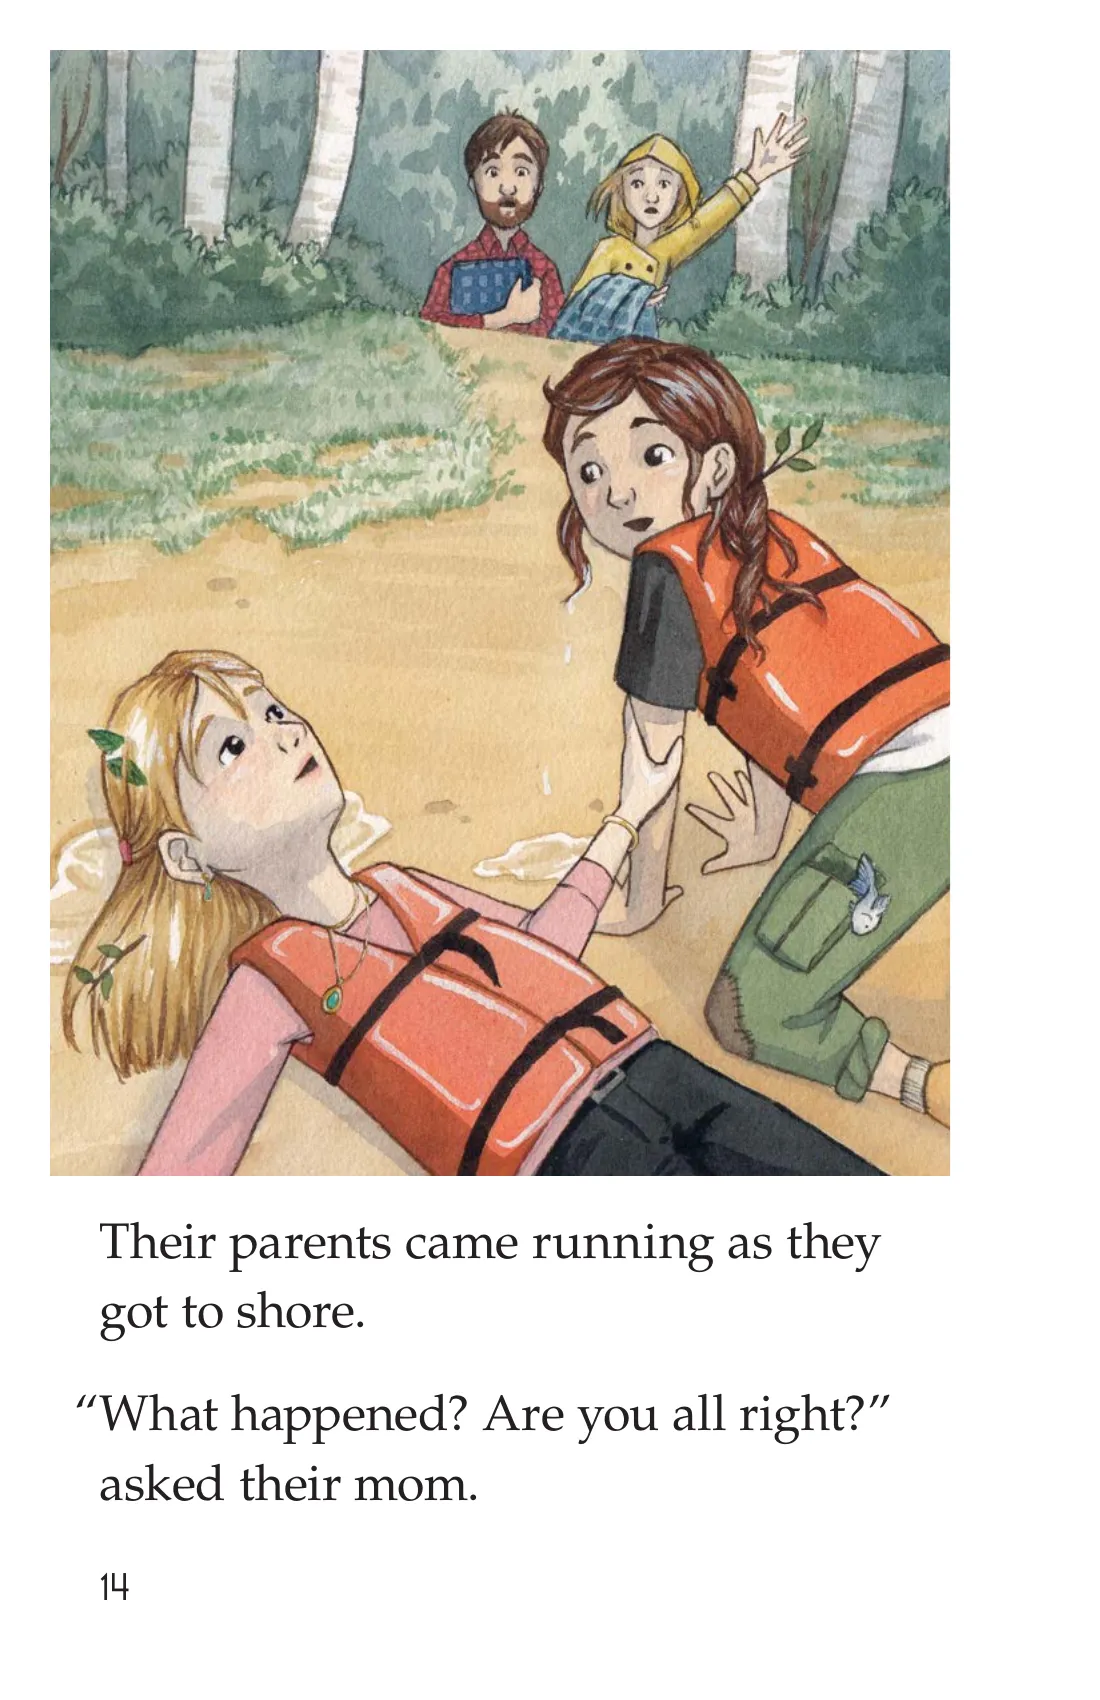 Their parents came running as they
got to shore.
“What happened? Are you all right?”
asked their mom.
14